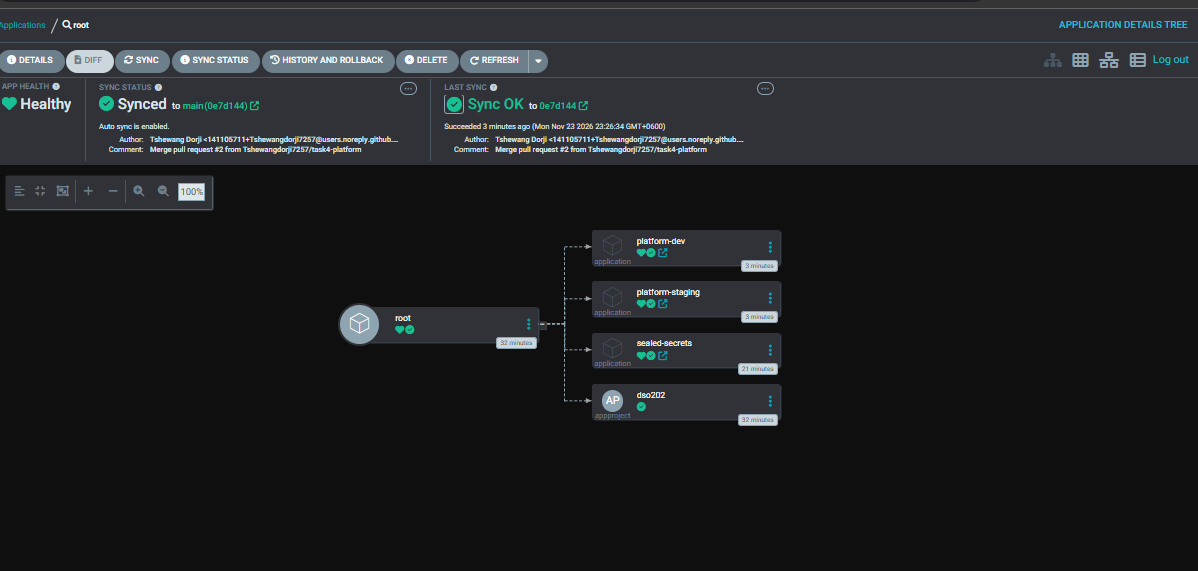 Applications / root
APPLICATION DETAILS TREE
DETAILS DIFF SYNC SYNC STATUS HISTORY AND ROLLBACK DELETE REFRESH
Log out
APP HEALTH
Healthy
SYNC STATUS
Synced to main(0e7d144)
Auto sync is enabled.
Author: Tshewang Dorji <141105711+Tshewangdorji7257@users.noreply.github....
Comment: Merge pull request #2 from Tshewangdorji7257/task4-platform
LAST SYNC
Sync OK to 0e7d144
Succeeded 3 minutes ago (Mon Nov 23 2026 23:26:34 GMT+0600)
Author: Tshewang Dorji <141105711+Tshewangdorji7257@users.noreply.github....
Comment: Merge pull request #2 from Tshewangdorji7257/task4-platform
100%
platform-dev
application
3 minutes
platform-staging
application
3 minutes
root
32 minutes
sealed-secrets
application
21 minutes
AP
dso202
appproject
32 minutes